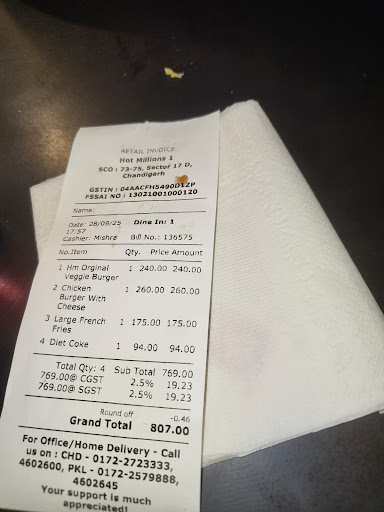 RETAIL INVOICE
Hot Millions 1
SCO : 73-75, Sector 17 D,
Chandigarh
GSTIN : 04AACFH5490D1ZP
FSSAI NO : 13021001000120
Name:
Date: 28/09/25 Dine In: 1
17:57
Cashier: Mishra Bill No.: 136575
No.Item Qty. Price Amount
1 Hm Orginal 1 240.00 240.00
Veggie Burger
2 Chicken 1 260.00 260.00
Burger With
Cheese
3 Large French 1 175.00 175.00
Fries
4 Diet Coke 1 94.00 94.00
Total Qty: 4 Sub Total 769.00
769.00@ CGST 2.5% 19.23
769.00@ SGST 2.5% 19.23
Round off -0.46
Grand Total 807.00
For Office/Home Delivery - Call
us on : CHD - 0172-2723333,
4602600, PKL - 0172-2579888,
4602645
Your support is much
appreciated!